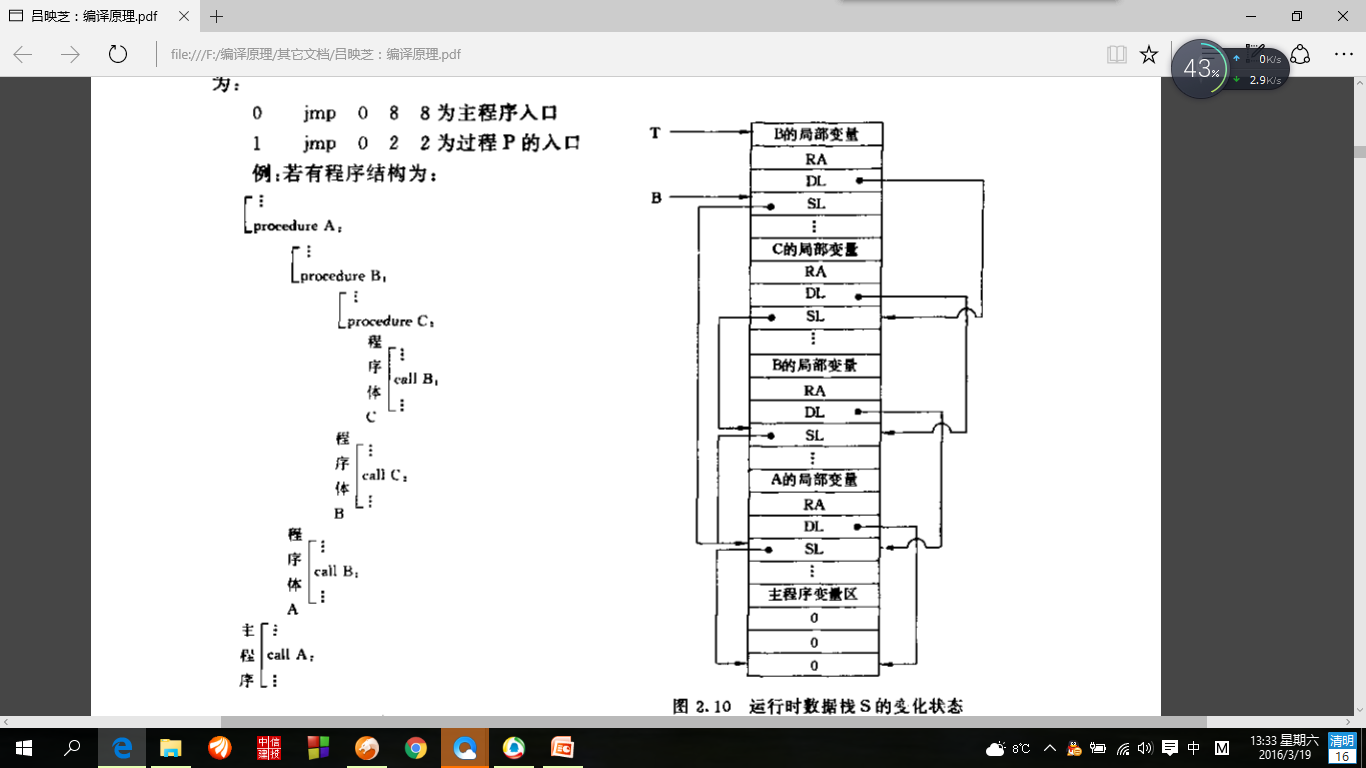 吕映芝：编译原理.pdf
file:///F:/编译原理/其它文档/吕映芝：编译原理.pdf
43%
0K/s
2.9K/s
为：
0 jmp 0 8 8为主程序入口
1 jmp 0 2 2为过程P的入口
例:若有程序结构为：
⋮
procedure A;
⋮
procedure B;
⋮
procedure C;
程序体C
⋮
call B;
⋮
程序体B
⋮
call C;
⋮
程序体A
⋮
call B;
⋮
主程序
⋮
call A;
⋮
T
B的局部变量
RA
DL
B
SL
⋮
C的局部变量
RA
DL
SL
⋮
B的局部变量
RA
DL
SL
⋮
A的局部变量
RA
DL
SL
⋮
主程序变量区
0
0
0
图 2.10 运行时数据栈S的变化状态
中信建投
8℃
中
M
13:33 星期六
2016/3/19
清明
16